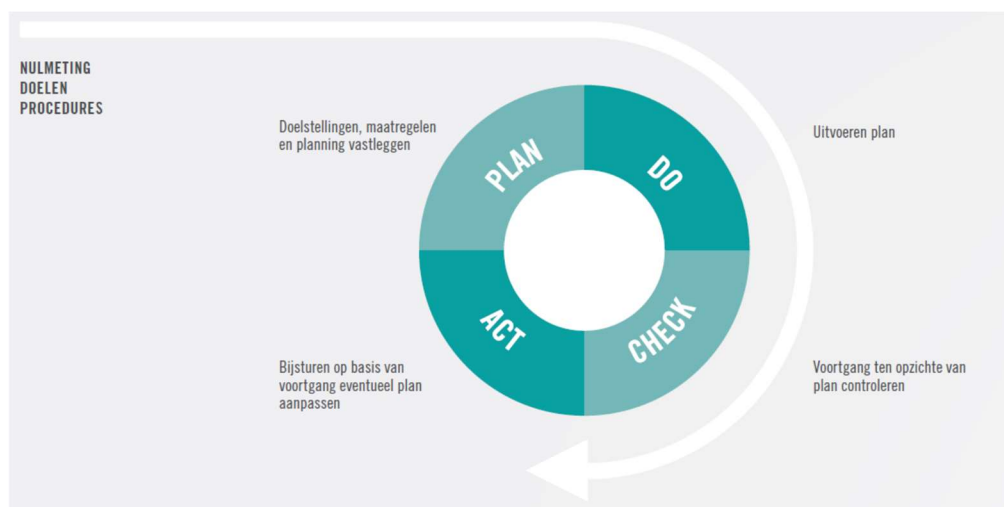 NULMETING
DOELEN
PROCEDURES
Doelstellingen, maatregelen
en planning vastleggen
PLAN
DO
Uitvoeren plan
Bijsturen op basis van
voortgang eventueel plan
aanpassen
ACT
CHECK
Voortgang ten opzichte van
plan controleren